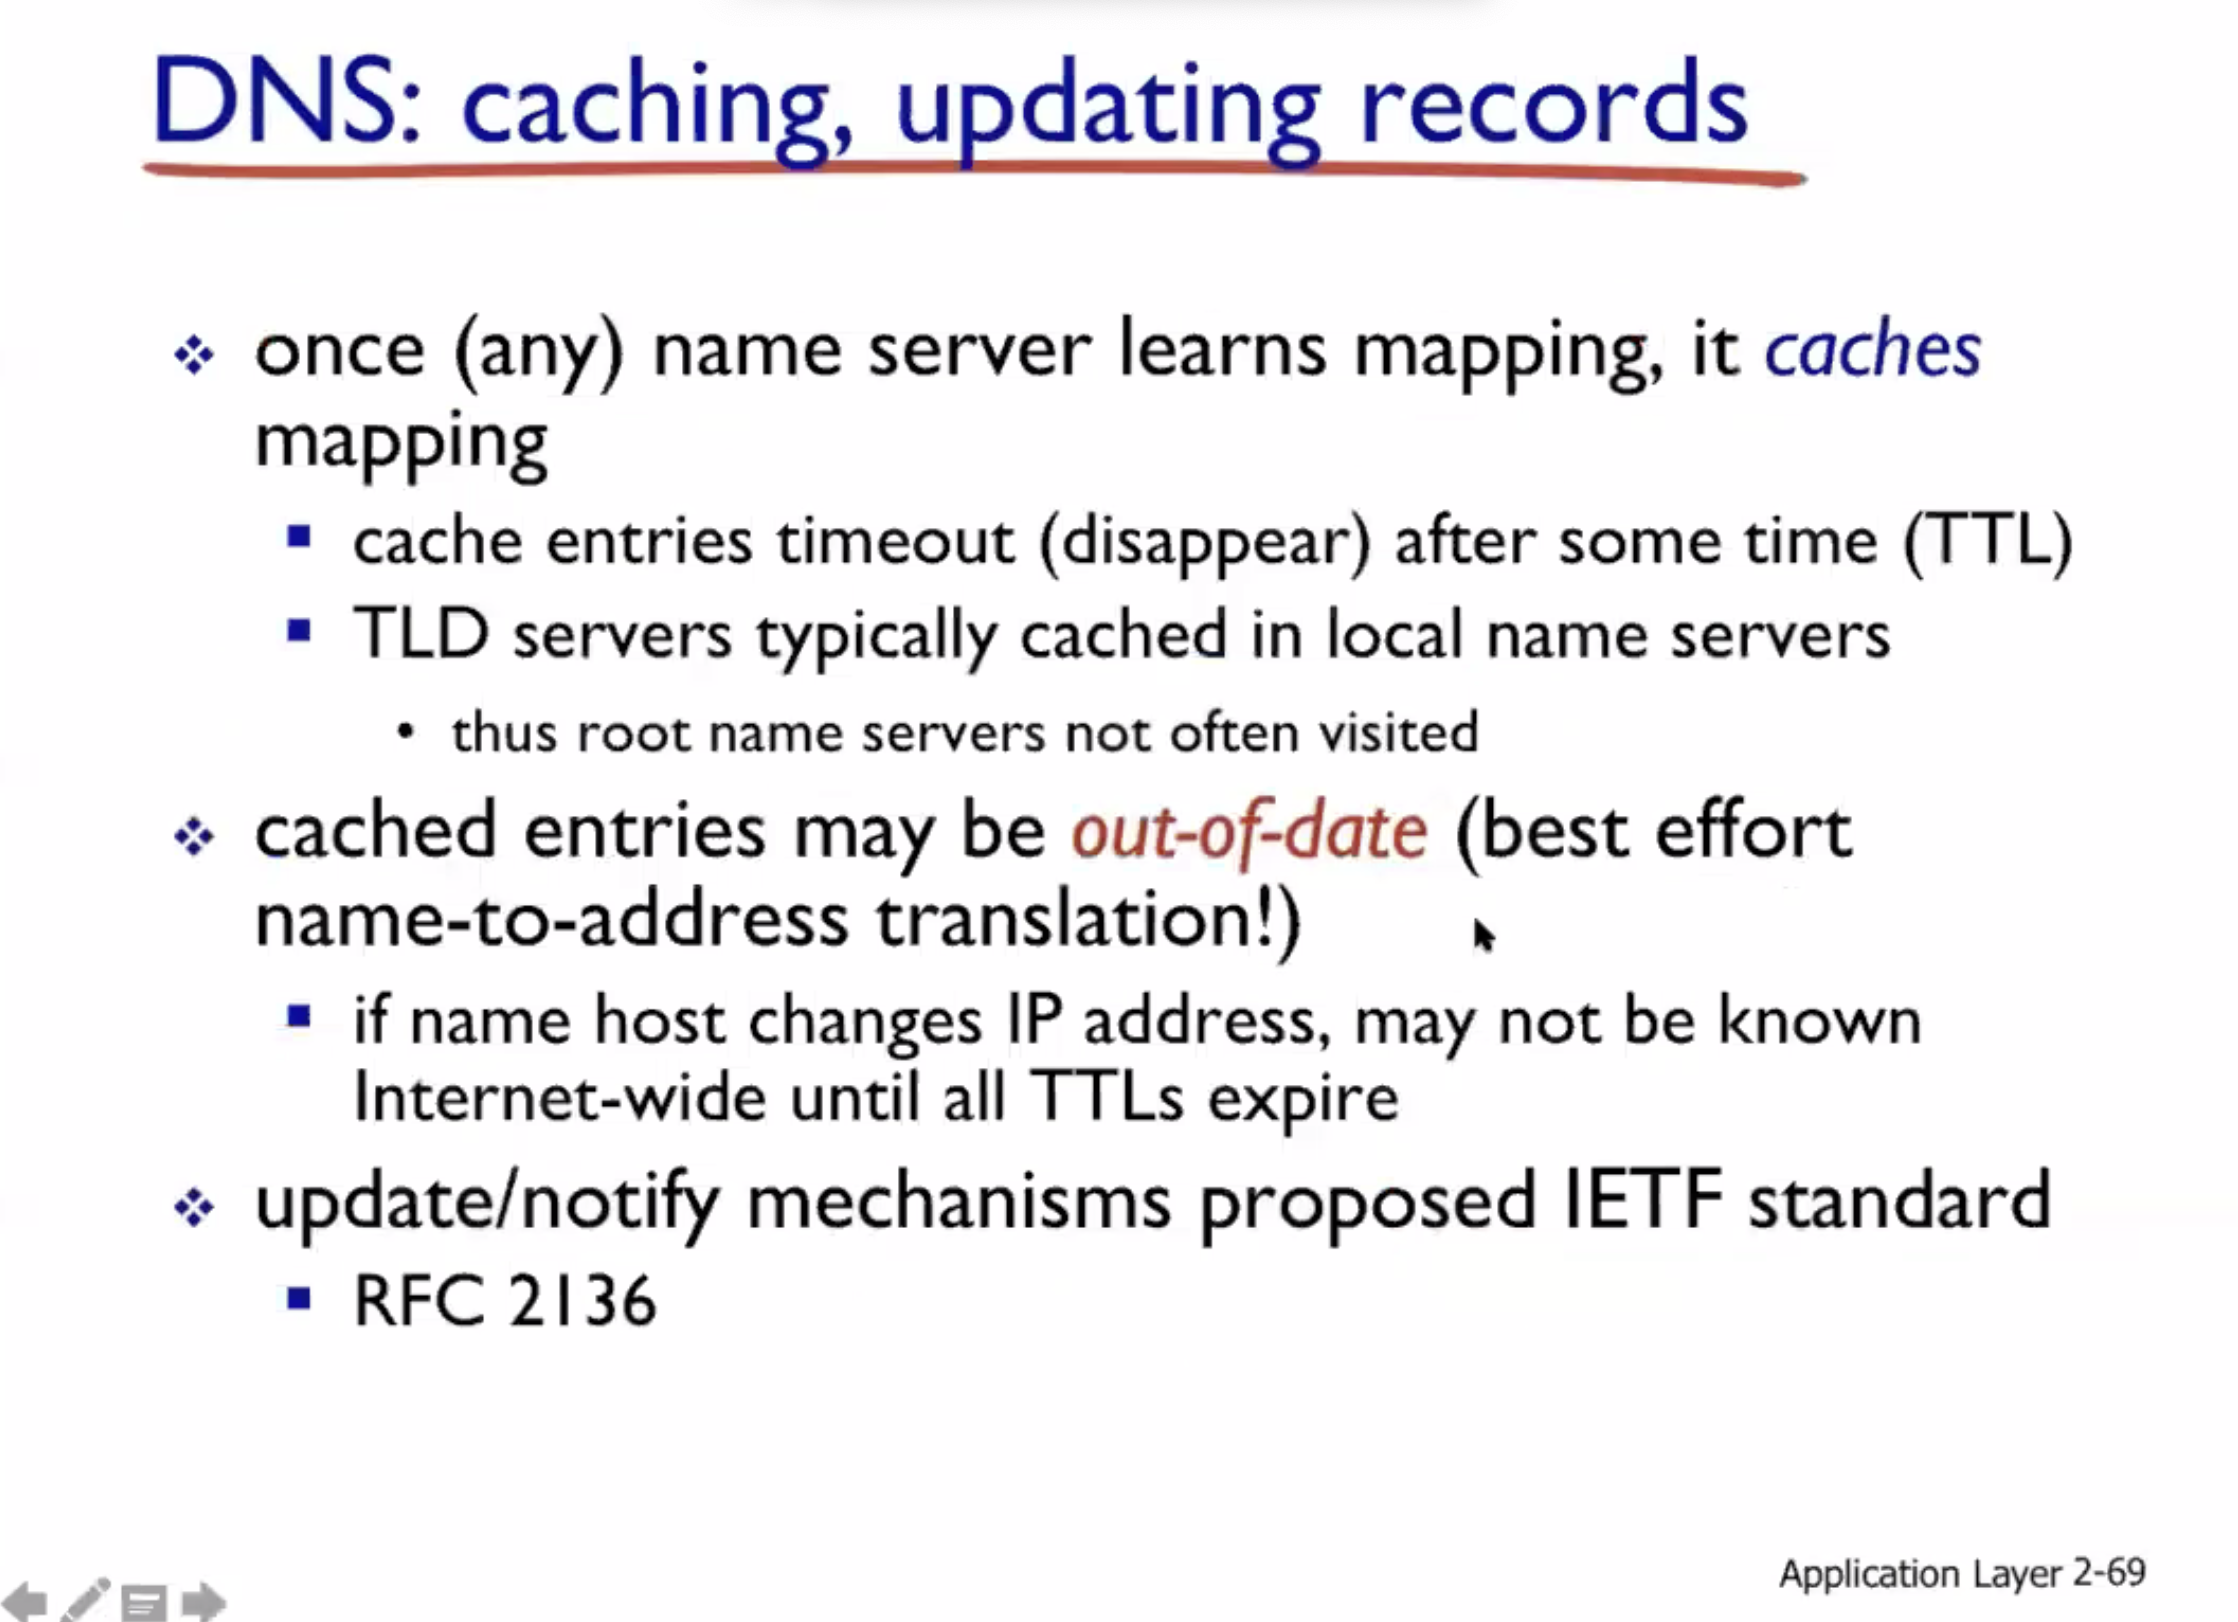 DNS: caching, updating records
once (any) name server learns mapping, it caches
mapping
cache entries timeout (disappear) after some time (TTL)
TLD servers typically cached in local name servers
thus root name servers not often visited
cached entries may be out-of-date (best effort
name-to-address translation!)
if name host changes IP address, may not be known
Internet-wide until all TTLs expire
update/notify mechanisms proposed IETF standard
RFC 2136
Application Layer 2-69